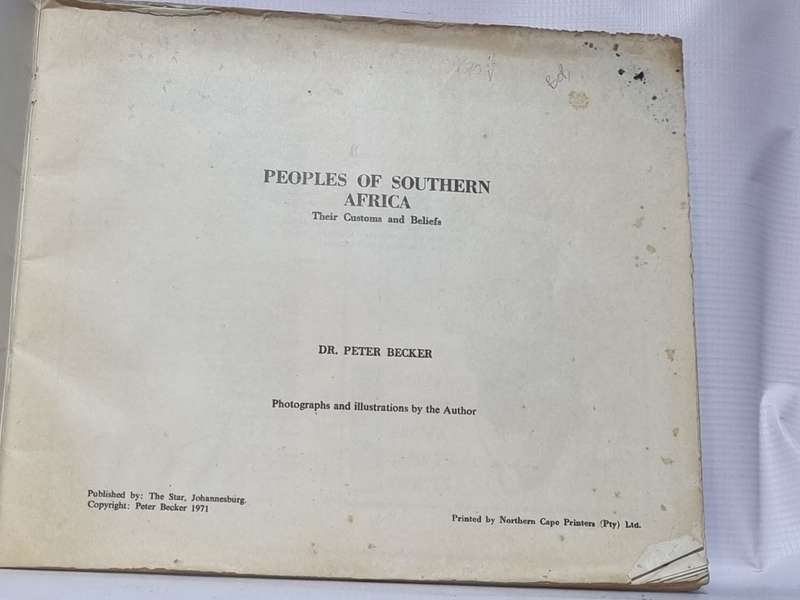 PEOPLES OF SOUTHERN
AFRICA
Their Customs and Beliefs
DR. PETER BECKER
Photographs and illustrations by the Author
Published by: The Star, Johannesburg.
Copyright: Peter Becker 1971
Printed by Northern Cape Printers (Pty) Ltd.